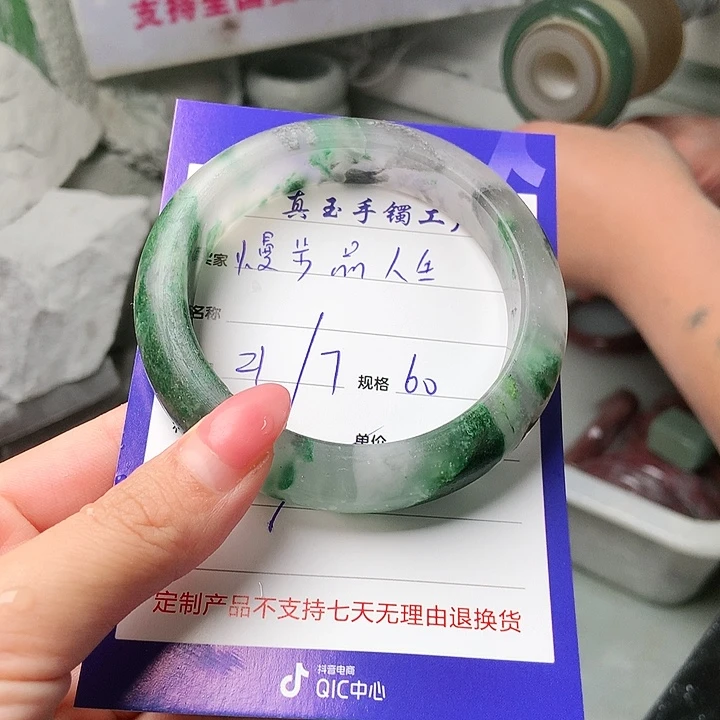 支持全国
真玉手镯工,
买家 慢步品人生
名称
21/7 规格 60
单价
定制产品不支持七天无理由退换货
抖音电商
QIC中心